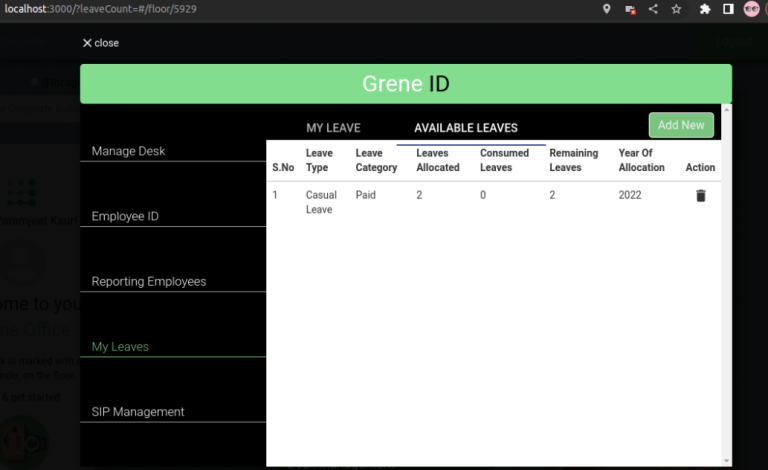 localhost:3000/?leaveCount=#/floor/5929
× close
Grene ID
MY LEAVE AVAILABLE LEAVES Add New
Manage Desk
Employee ID
Reporting Employees
My Leaves
SIP Management
S.No Leave Type Leave Category Leaves Allocated Consumed Leaves Remaining Leaves Year Of Allocation Action
1 Casual Leave Paid 2 0 2 2022